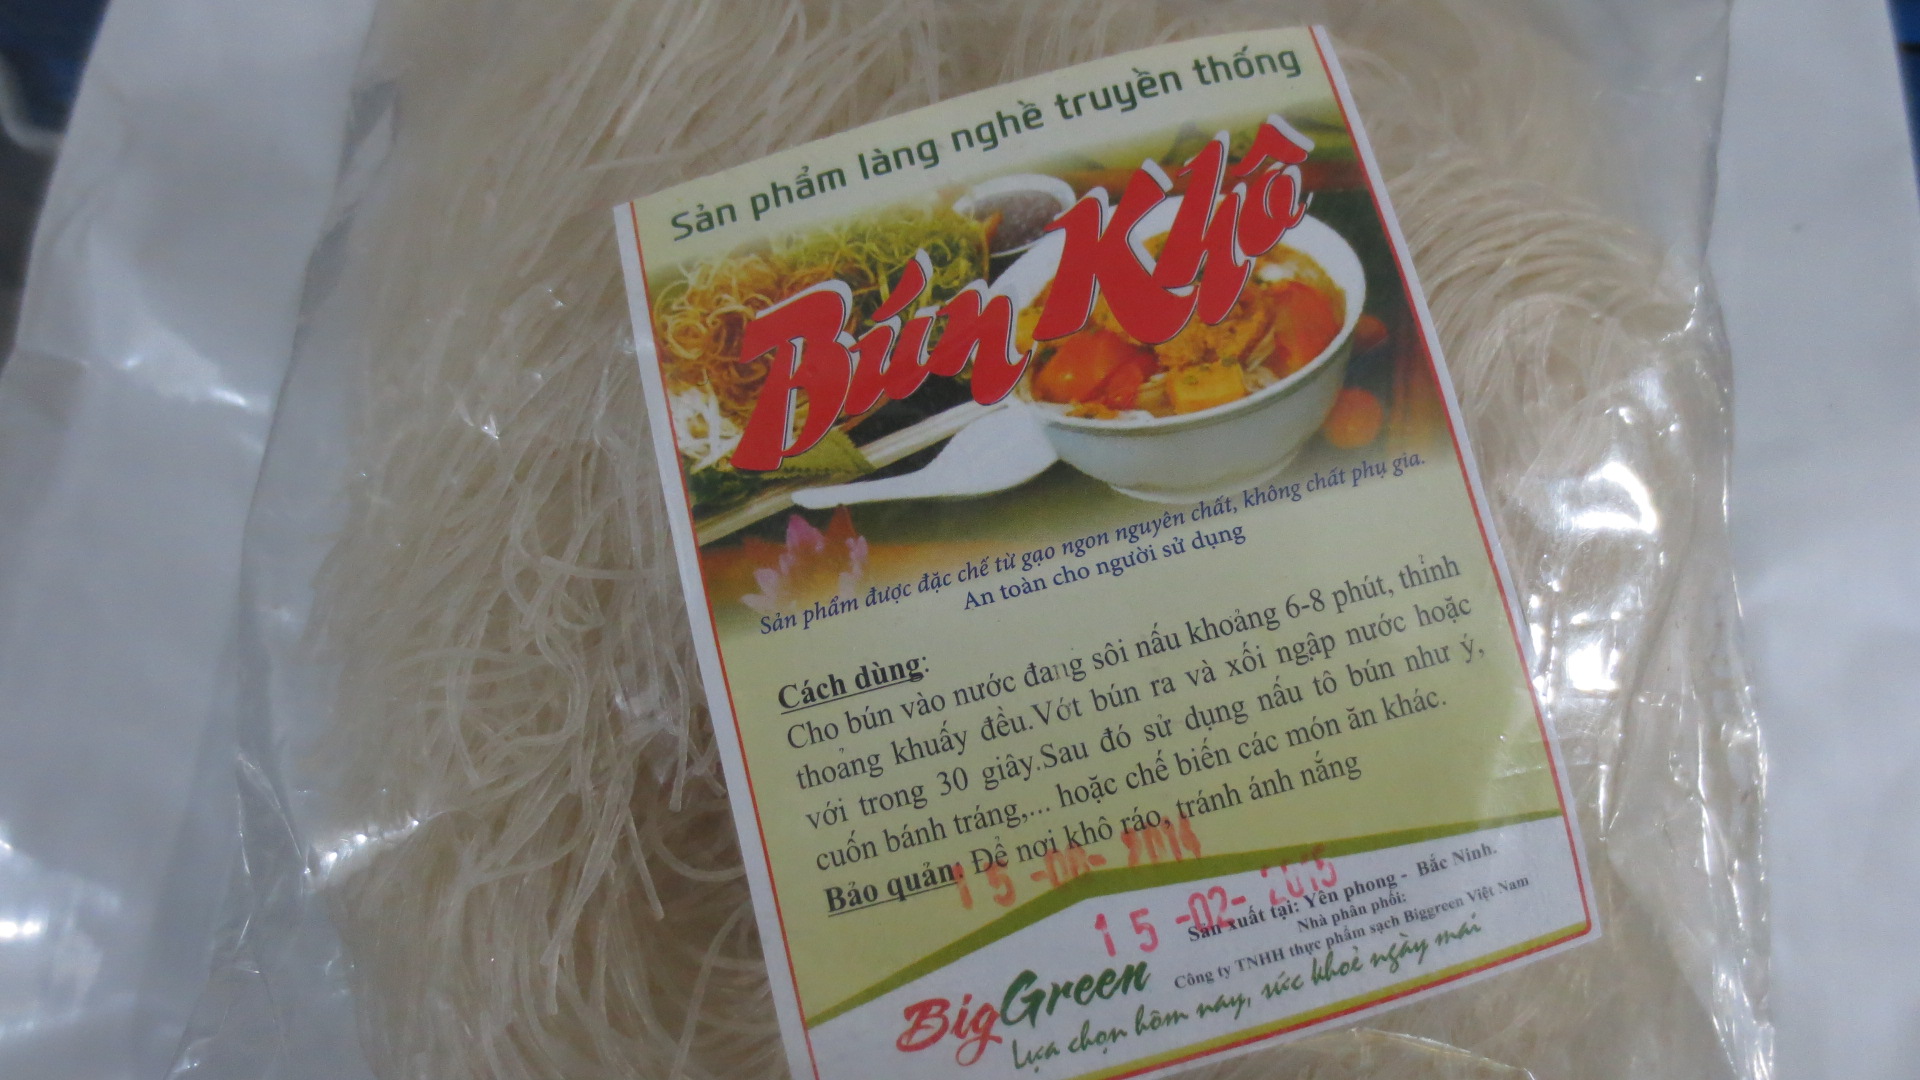 Sản phẩm làng nghề truyền thống
Bún Khô
Sản phẩm được đặc chế từ gạo ngon nguyên chất, không chất phụ gia.
An toàn cho người sử dụng
Cách dùng:
Cho bún vào nước đang sôi nấu khoảng 6-8 phút, thỉnh
thoảng khuấy đều.Vớt bún ra và xối ngập nước hoặc
với trong 30 giây.Sau đó sử dụng nấu tô bún như ý,
cuốn bánh tráng,... hoặc chế biến các món ăn khác.
Bảo quản: Để nơi khô ráo, tránh ánh nắng
15-08-2014
15-02-2015
Sản xuất tại: Yên phong - Bắc Ninh.
Nhà phân phối:
Công ty TNHH thực phẩm sạch Biggreen Việt Nam
BigGreen
Lựa chọn hôm nay, sức khoẻ ngày mai